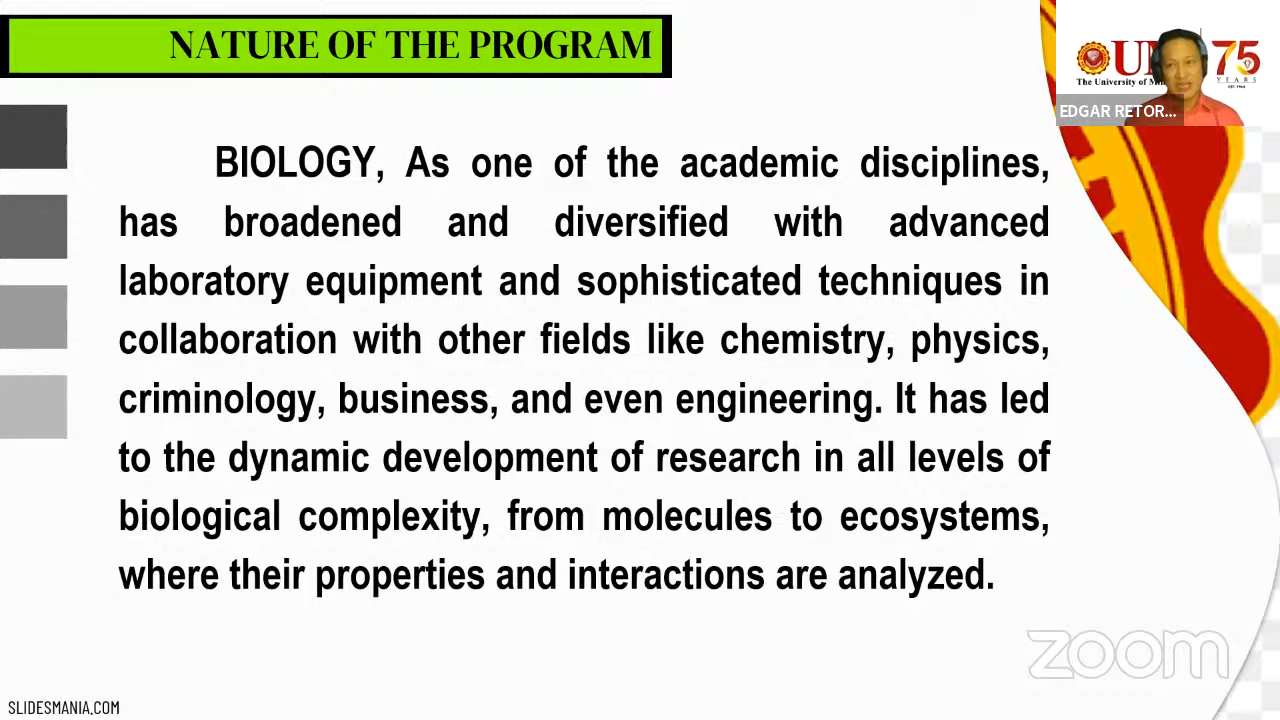 NATURE OF THE PROGRAM
75
YEARS
The University of
EDGAR RETOR...
BIOLOGY, As one of the academic disciplines,
has broadened and diversified with advanced
laboratory equipment and sophisticated techniques in
collaboration with other fields like chemistry, physics,
criminology, business, and even engineering. It has led
to the dynamic development of research in all levels of
biological complexity, from molecules to ecosystems,
where their properties and interactions are analyzed.
zoom
SLIDESMANIA.COM